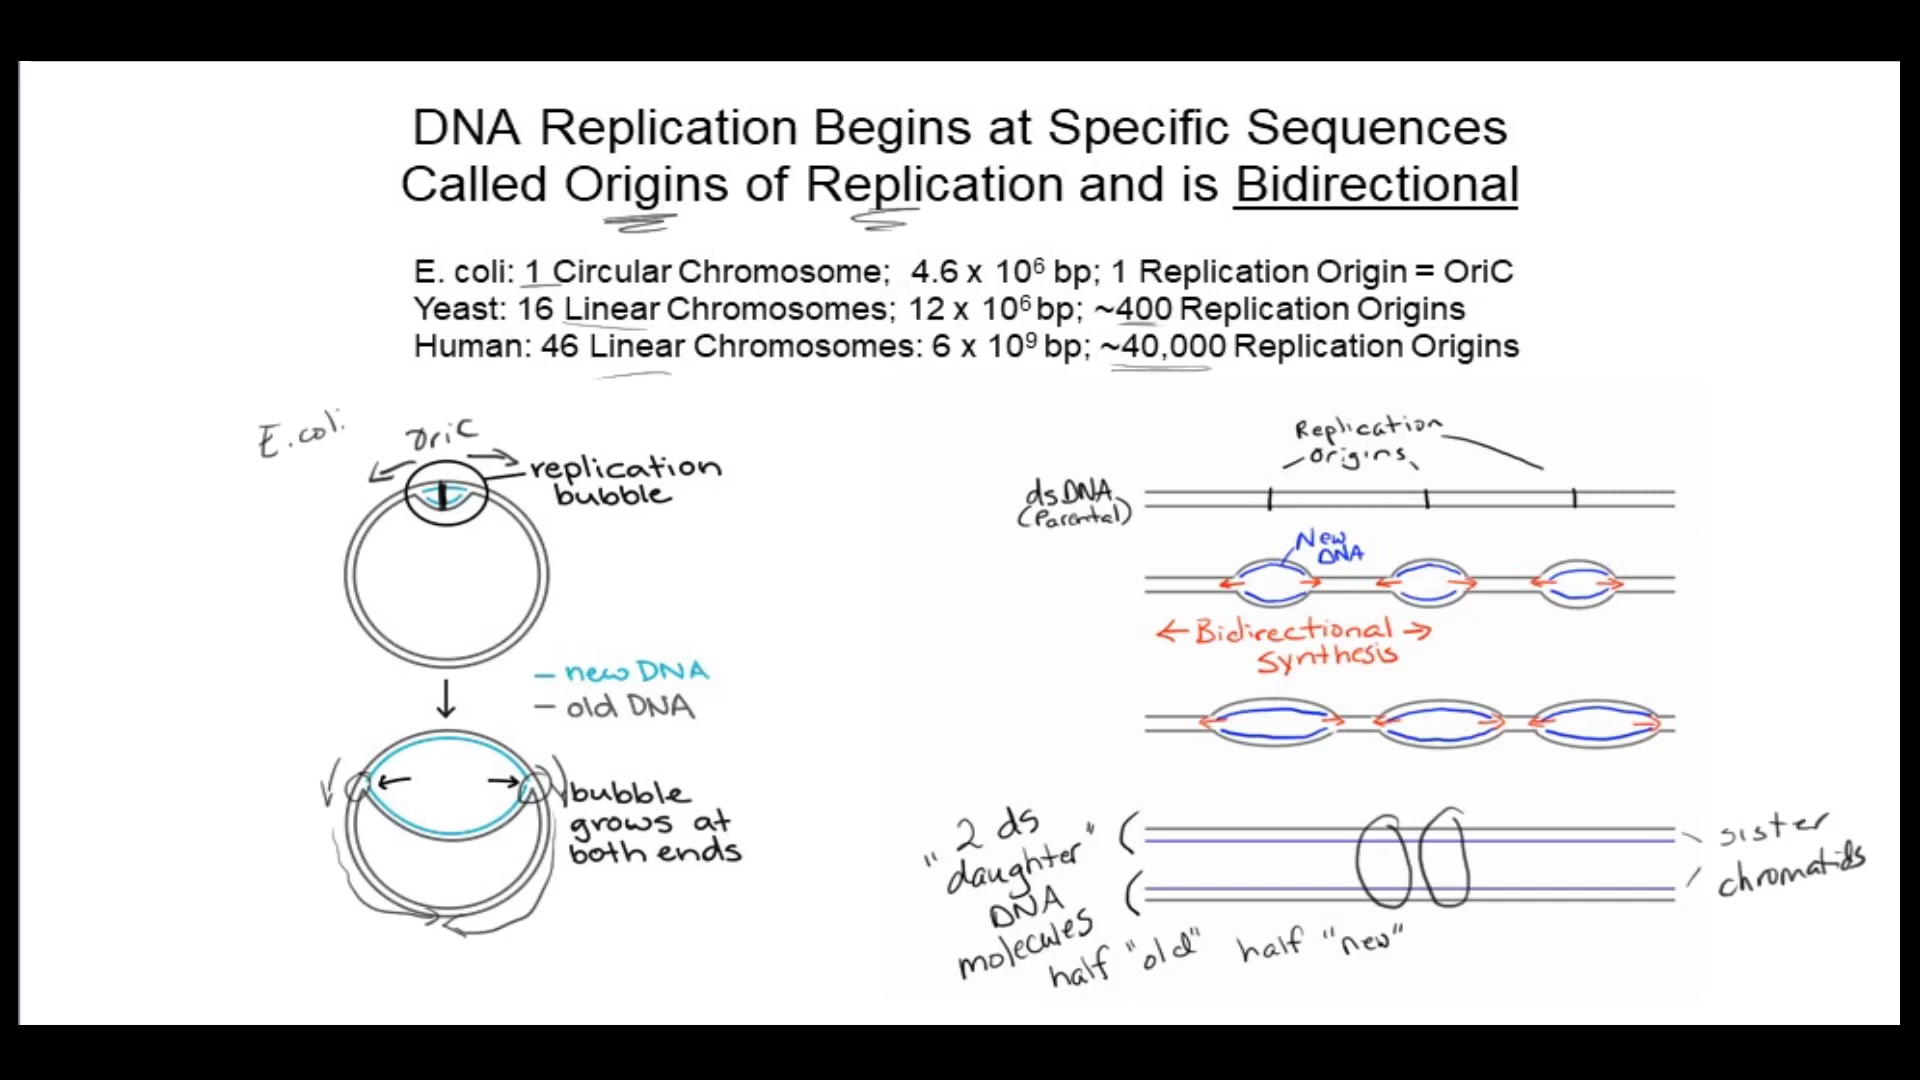 DNA Replication Begins at Specific Sequences
Called Origins of Replication and is Bidirectional
E. coli: 1 Circular Chromosome; 4.6 x 10⁶ bp; 1 Replication Origin = OriC
Yeast: 16 Linear Chromosomes; 12 x 10⁶ bp; ~400 Replication Origins
Human: 46 Linear Chromosomes: 6 x 10⁹ bp; ~40,000 Replication Origins
E. coli
oriC
replication
bubble
— new DNA
— old DNA
bubble
grows at
both ends
Replication
origins
dsDNA
(Parental)
New
DNA
← Bidirectional →
Synthesis
"2 ds
daughter"
DNA
molecules
half "old" half "new"
sister
chromatids